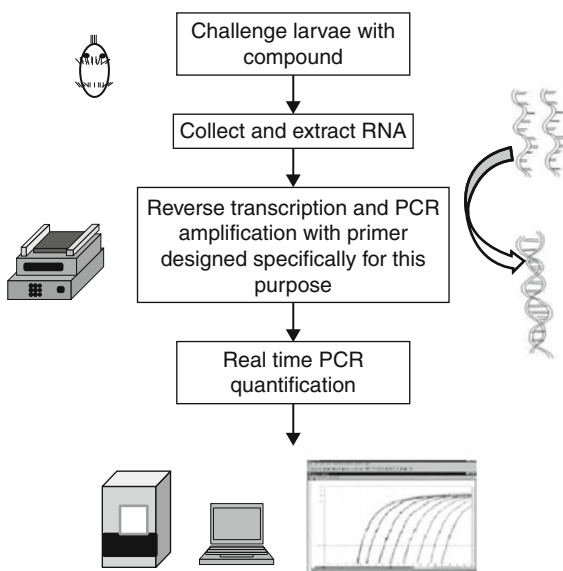 Challenge larvae with
compound
Collect and extract RNA
Reverse transcription and PCR
amplification with primer
designed specifically for this
purpose
Real time PCR
quantification